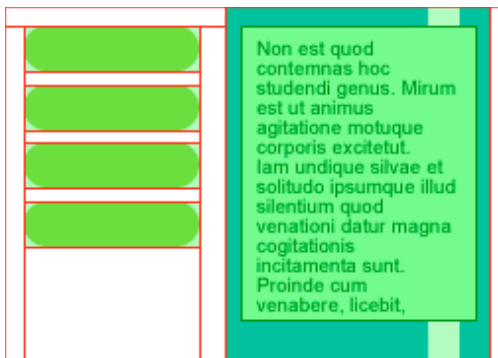 Non est quod
contemnas hoc
studendi genus. Mirum
est ut animus
agitatione motuque
corporis excitetut.
Iam undique silvae et
solitudo ipsumque illud
silentium quod
venationi datur magna
cogitationis
incitamenta sunt.
Proinde cum
venabere, licebit,